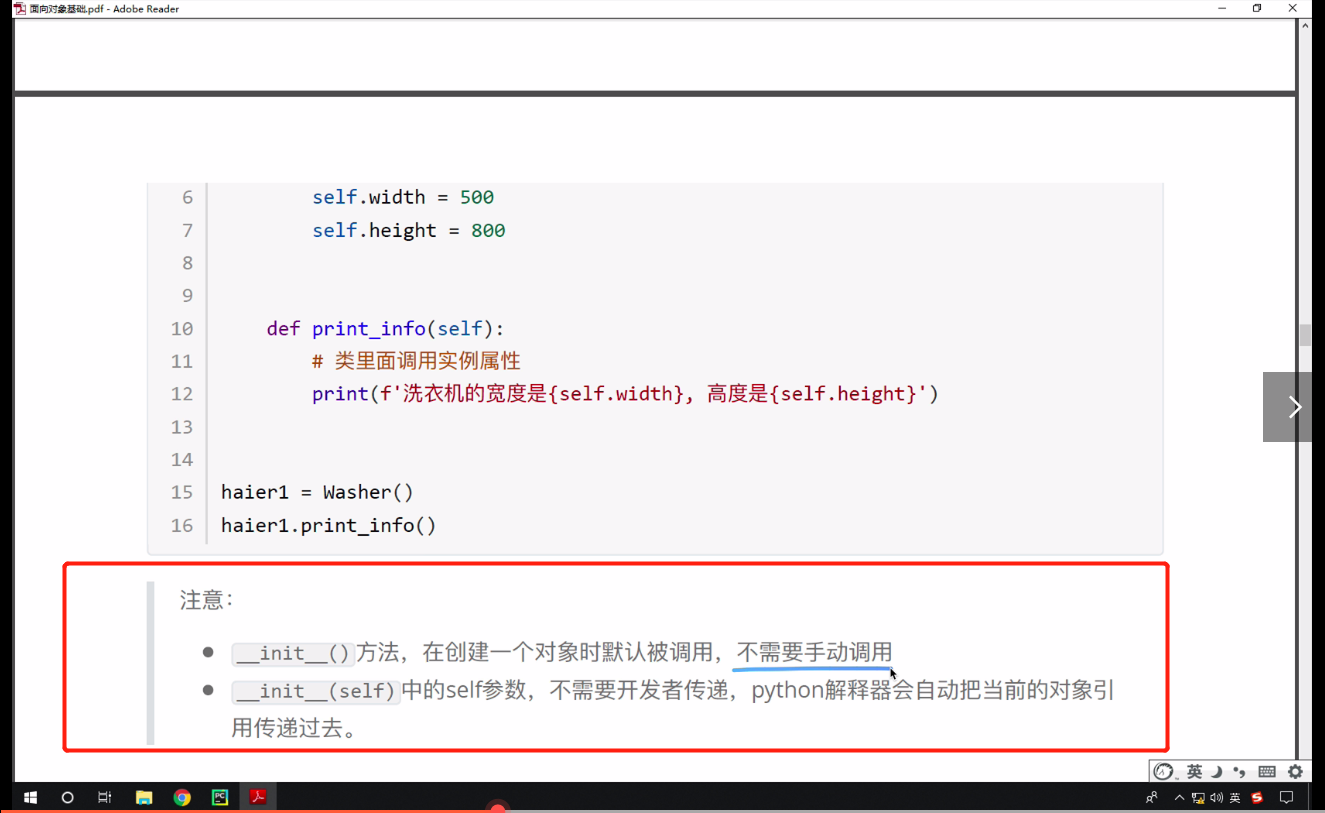 面向对象基础.pdf - Adobe Reader
6 self.width = 500
7 self.height = 800
8
9
10 def print_info(self):
11 # 类里面调用实例属性
12 print(f'洗衣机的宽度是{self.width}, 高度是{self.height}')
13
14
15 haier1 = Washer()
16 haier1.print_info()
注意：
__init__()方法，在创建一个对象时默认被调用，不需要手动调用
__init__(self)中的self参数，不需要开发者传递，python解释器会自动把当前的对象引
用传递过去。
英
PC
英